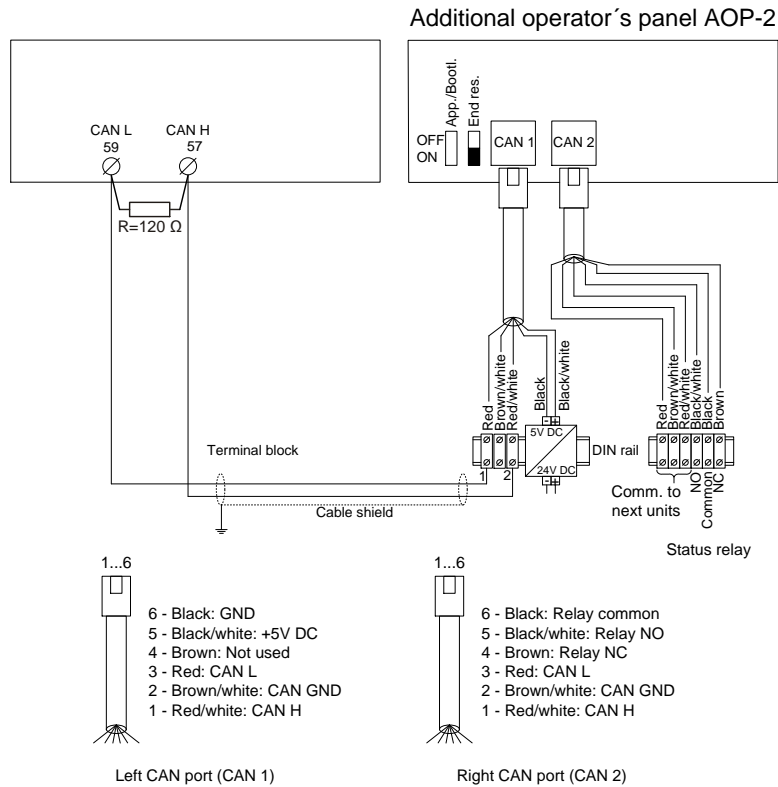 Additional operator´s panel AOP-2
CAN L
59
CAN H
57
R=120 Ω
App./Bootl.
End res.
OFF
ON
CAN 1
CAN 2
Red
Brown/white
Red/white
Black
Black/white
Red
Brown/white
Red/white
Black/white
Black
Brown
5V DC
- +
24V DC
- +
DIN rail
Terminal block
1
2
Cable shield
Comm. to
next units
NO
Common
NC
Status relay
1...6
6 - Black: GND
5 - Black/white: +5V DC
4 - Brown: Not used
3 - Red: CAN L
2 - Brown/white: CAN GND
1 - Red/white: CAN H
Left CAN port (CAN 1)
1...6
6 - Black: Relay common
5 - Black/white: Relay NO
4 - Brown: Relay NC
3 - Red: CAN L
2 - Brown/white: CAN GND
1 - Red/white: CAN H
Right CAN port (CAN 2)